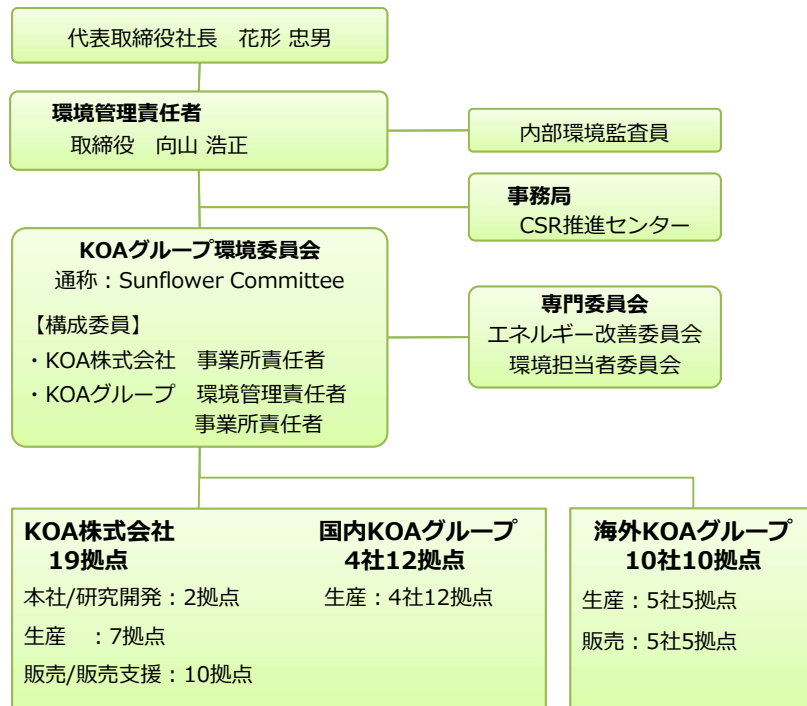 代表取締役社長　花形 忠男
環境管理責任者
取締役　向山 浩正
内部環境監査員
事務局
CSR推進センター
KOAグループ環境委員会
通称：Sunflower Committee
【構成委員】
・KOA株式会社　事業所責任者
・KOAグループ　環境管理責任者
事業所責任者
専門委員会
エネルギー改善委員会
環境担当者委員会
KOA株式会社
19拠点
本社/研究開発：2拠点
生産　：7拠点
販売/販売支援：10拠点
国内KOAグループ
4社12拠点
生産：4社12拠点
海外KOAグループ
10社10拠点
生産：5社5拠点
販売：5社5拠点